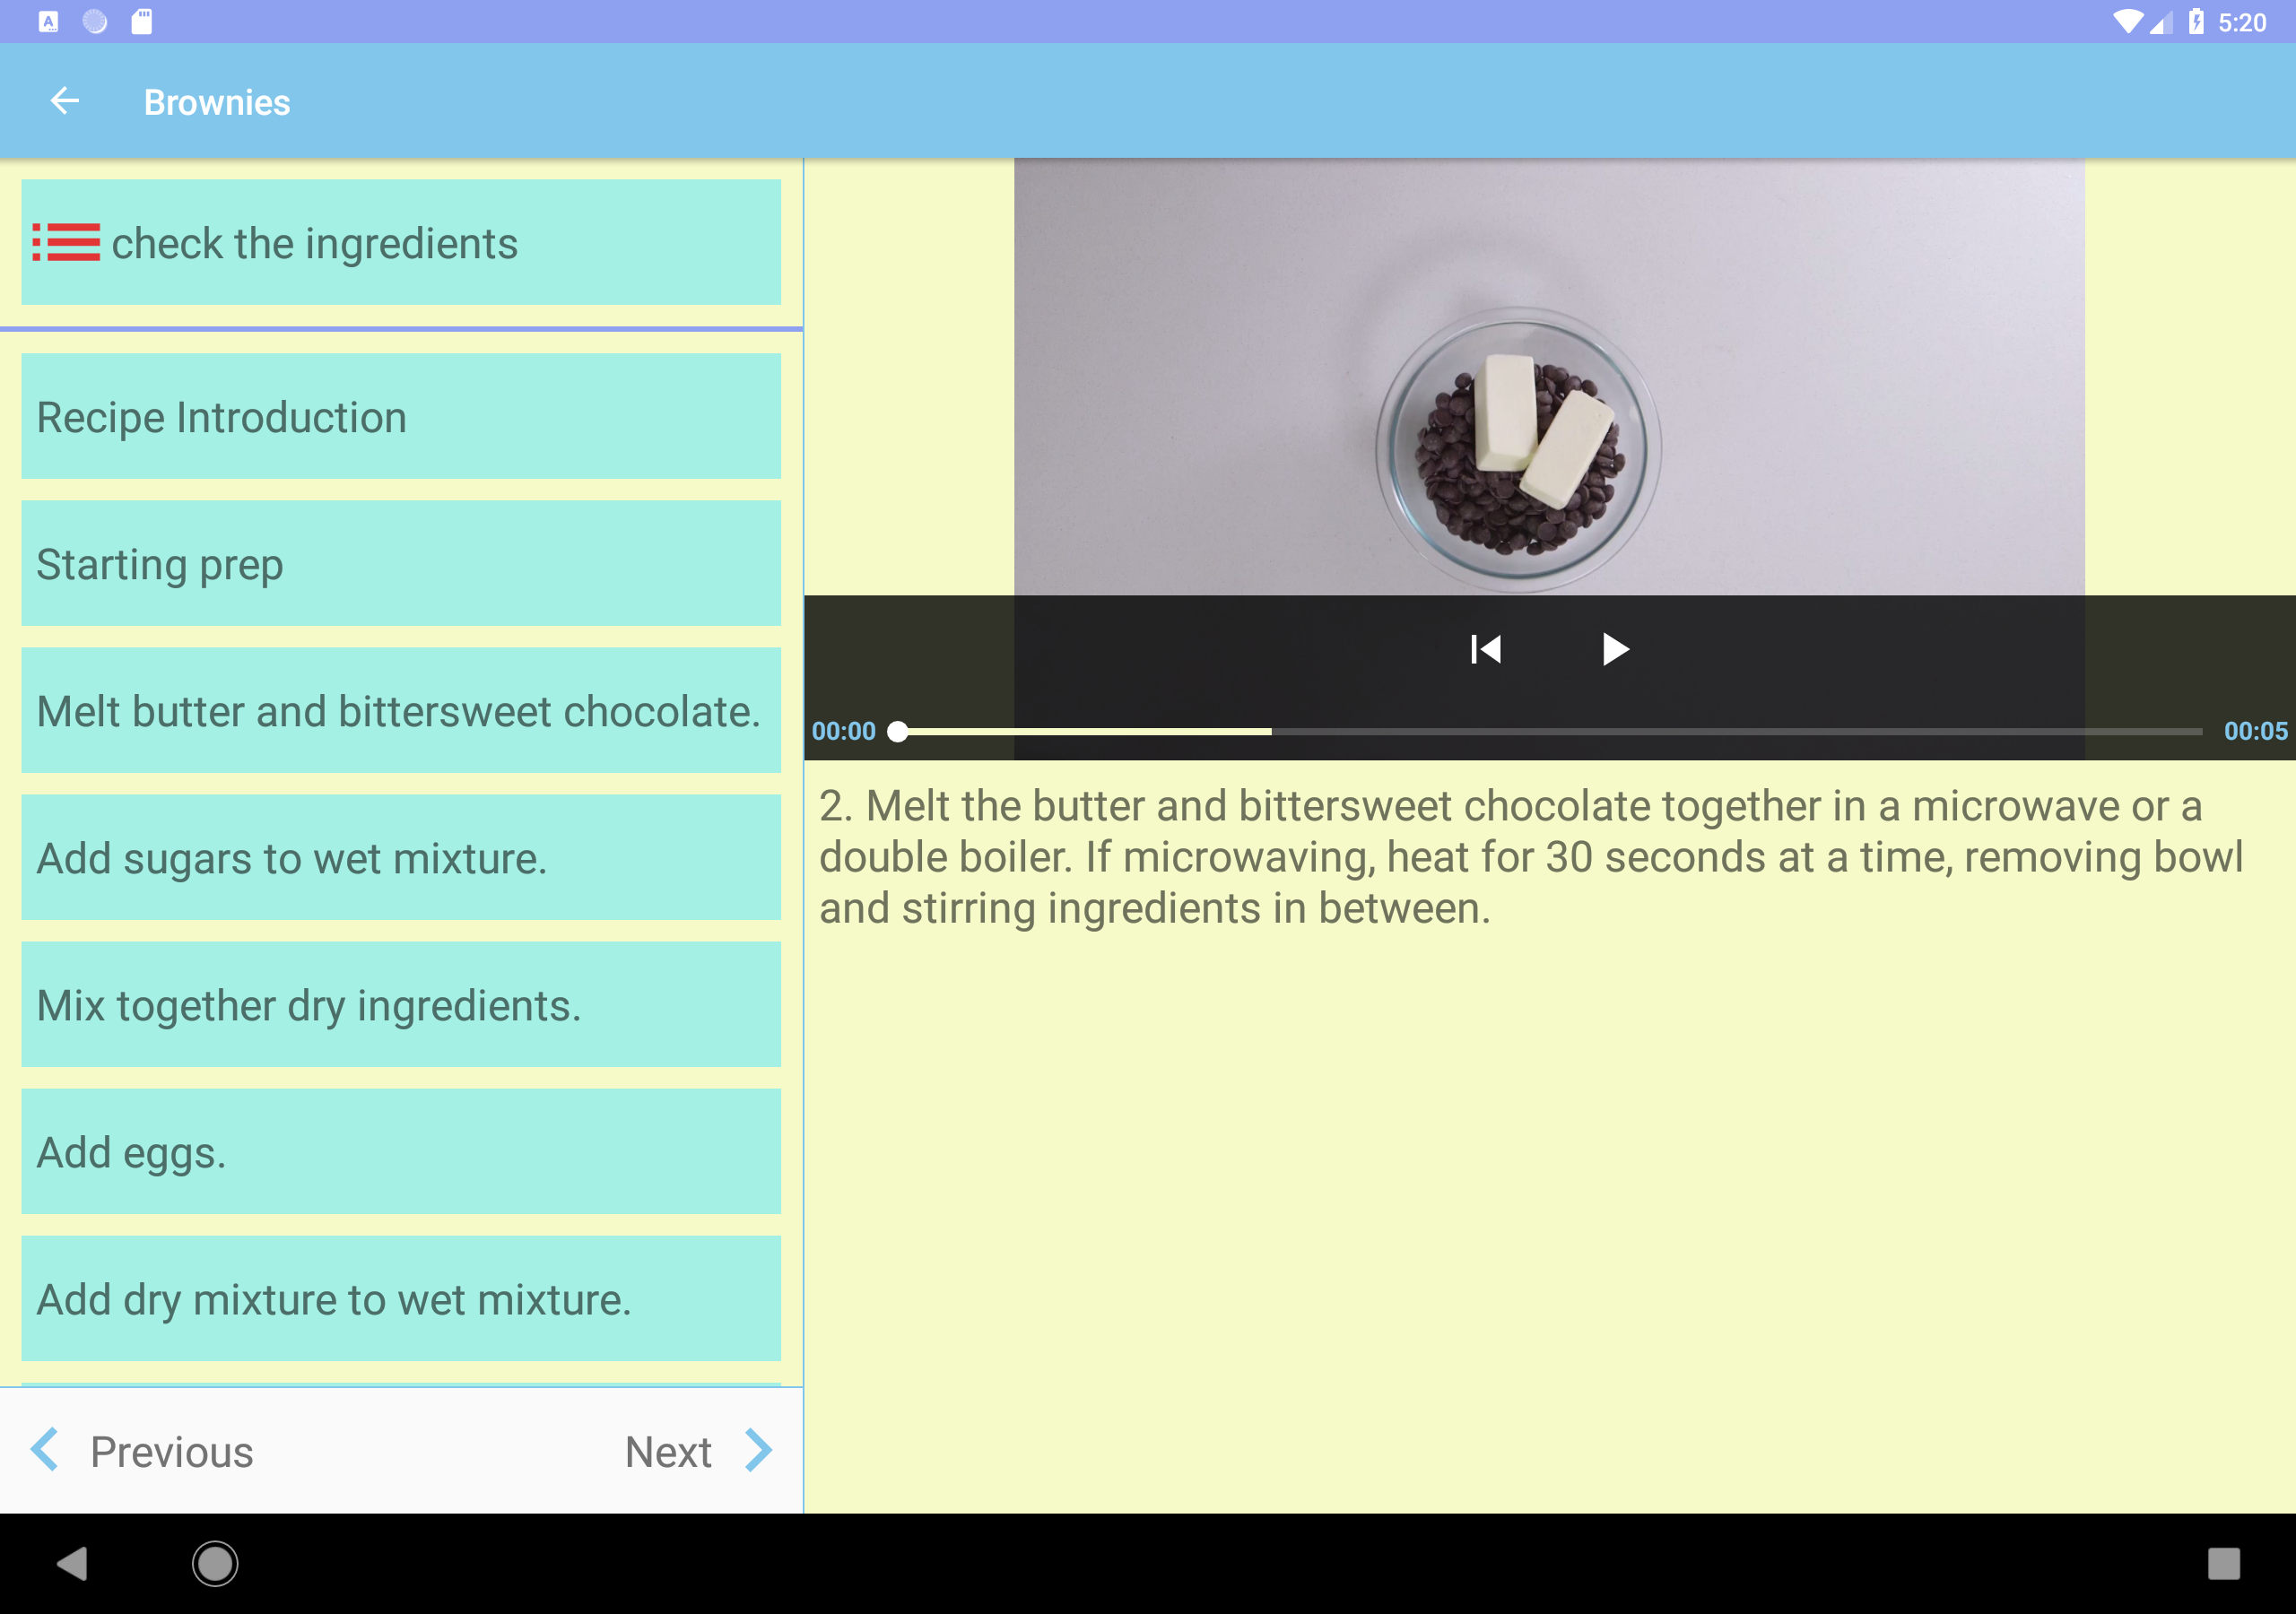 5:20
Brownies
check the ingredients
Recipe Introduction
Starting prep
Melt butter and bittersweet chocolate.
Add sugars to wet mixture.
Mix together dry ingredients.
Add eggs.
Add dry mixture to wet mixture.
Previous
Next
00:00
00:05
2. Melt the butter and bittersweet chocolate together in a microwave or a
double boiler. If microwaving, heat for 30 seconds at a time, removing bowl
and stirring ingredients in between.